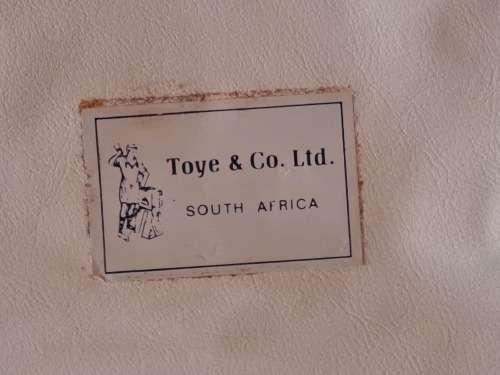 Toye & Co. Ltd.
SOUTH AFRICA